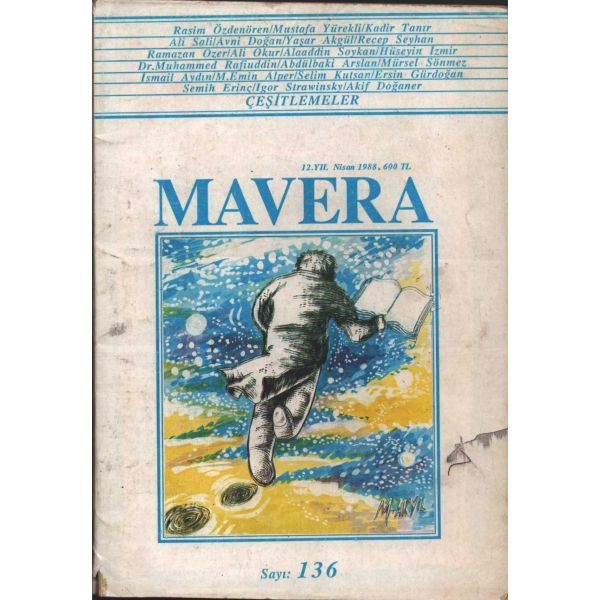 Rasim Özdenören/Mustafa Yürekli/Kadir Tanır
Ali Sali/Avni Doğan/Yaşar Akgül/Recep Seyhan
Ramazan Özer/Ali Okur/Alaaddin Soykan/Hüseyin İzmir
Dr.Muhammed Rafiuddin/Abdülbaki Arslan/Mürsel Sönmez
İsmail Aydın/M.Emin Alper/Selim Kutsan/Ersin Gürdoğan
Semih Erinç/Igor Strawinsky/Akif Doğaner
ÇEŞİTLEMELER
12.YIL Nisan 1988, 600 TL
MAVERA
Sayı: 136